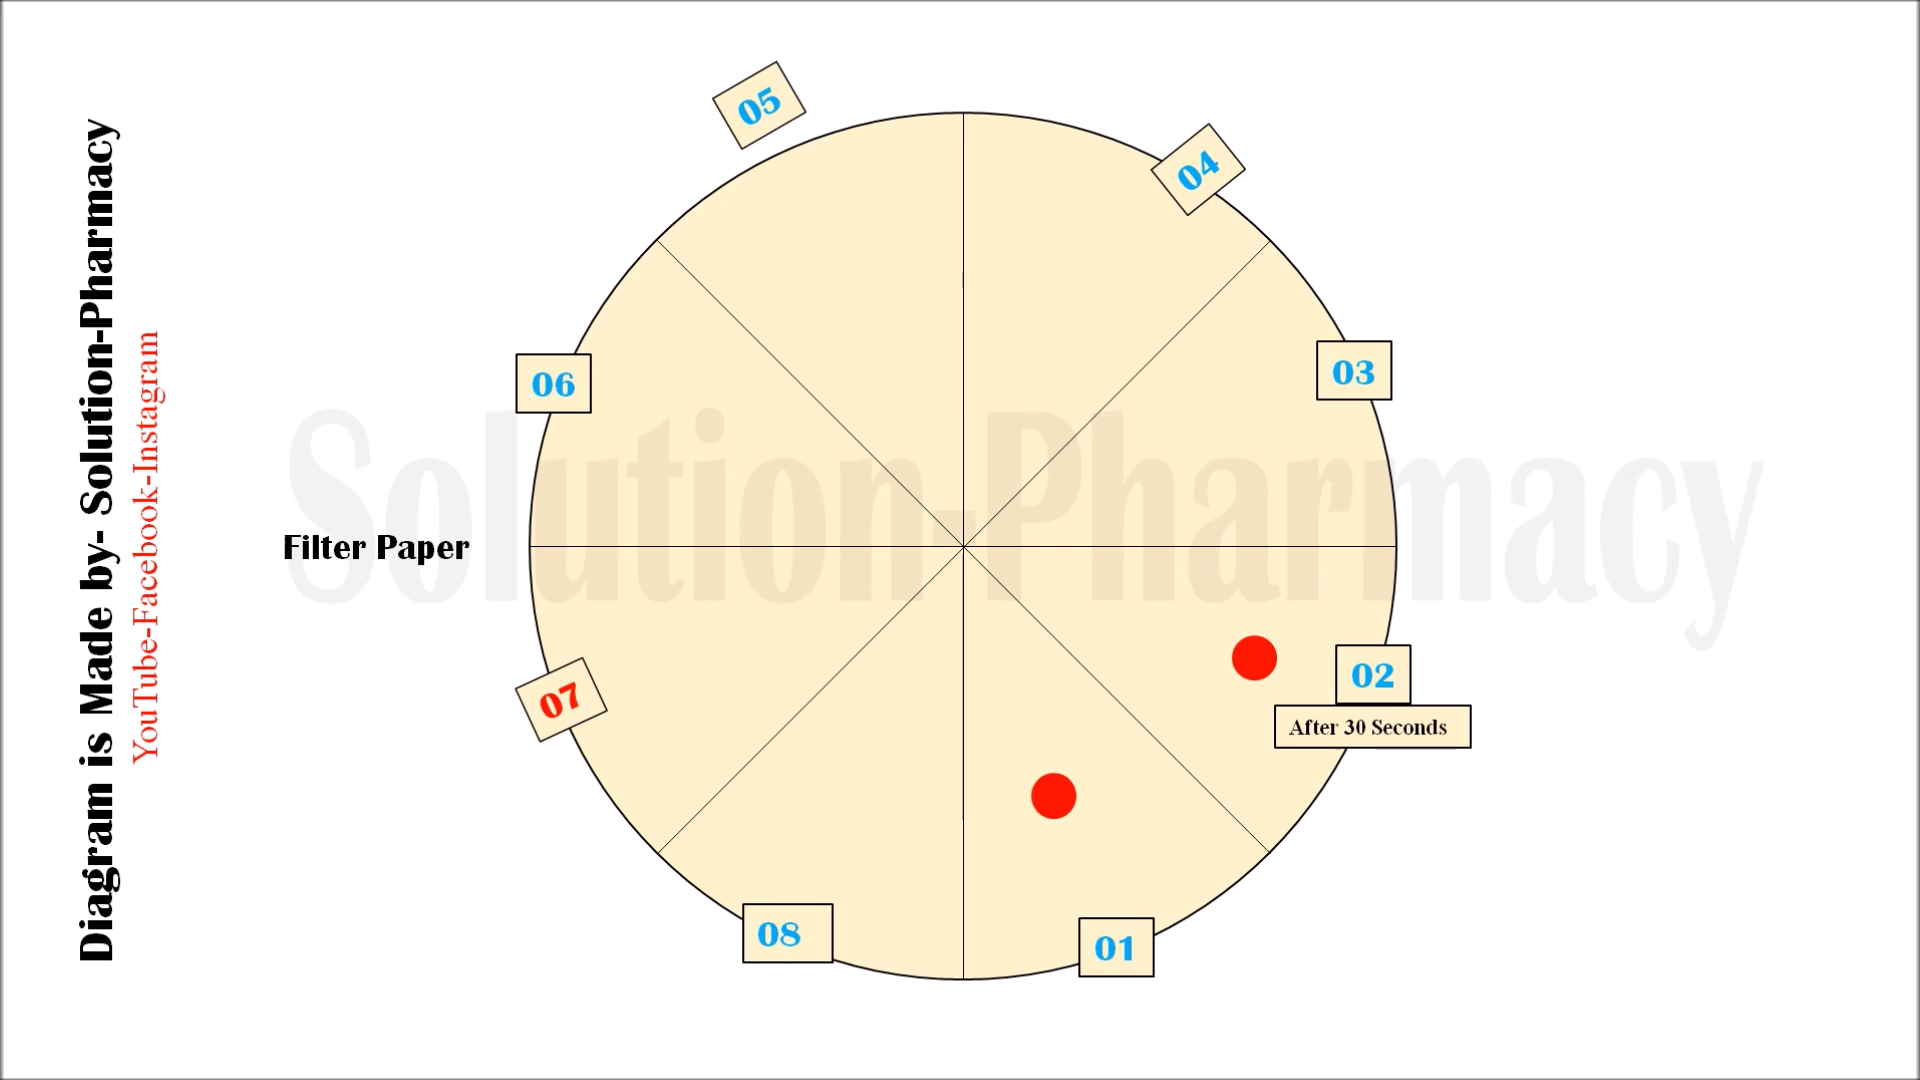 Diagram is Made by- Solution-Pharmacy
YouTube-Facebook-Instagram
05
04
06
03
Solution-Pharmacy
Filter Paper
02
After 30 Seconds
07
08
01